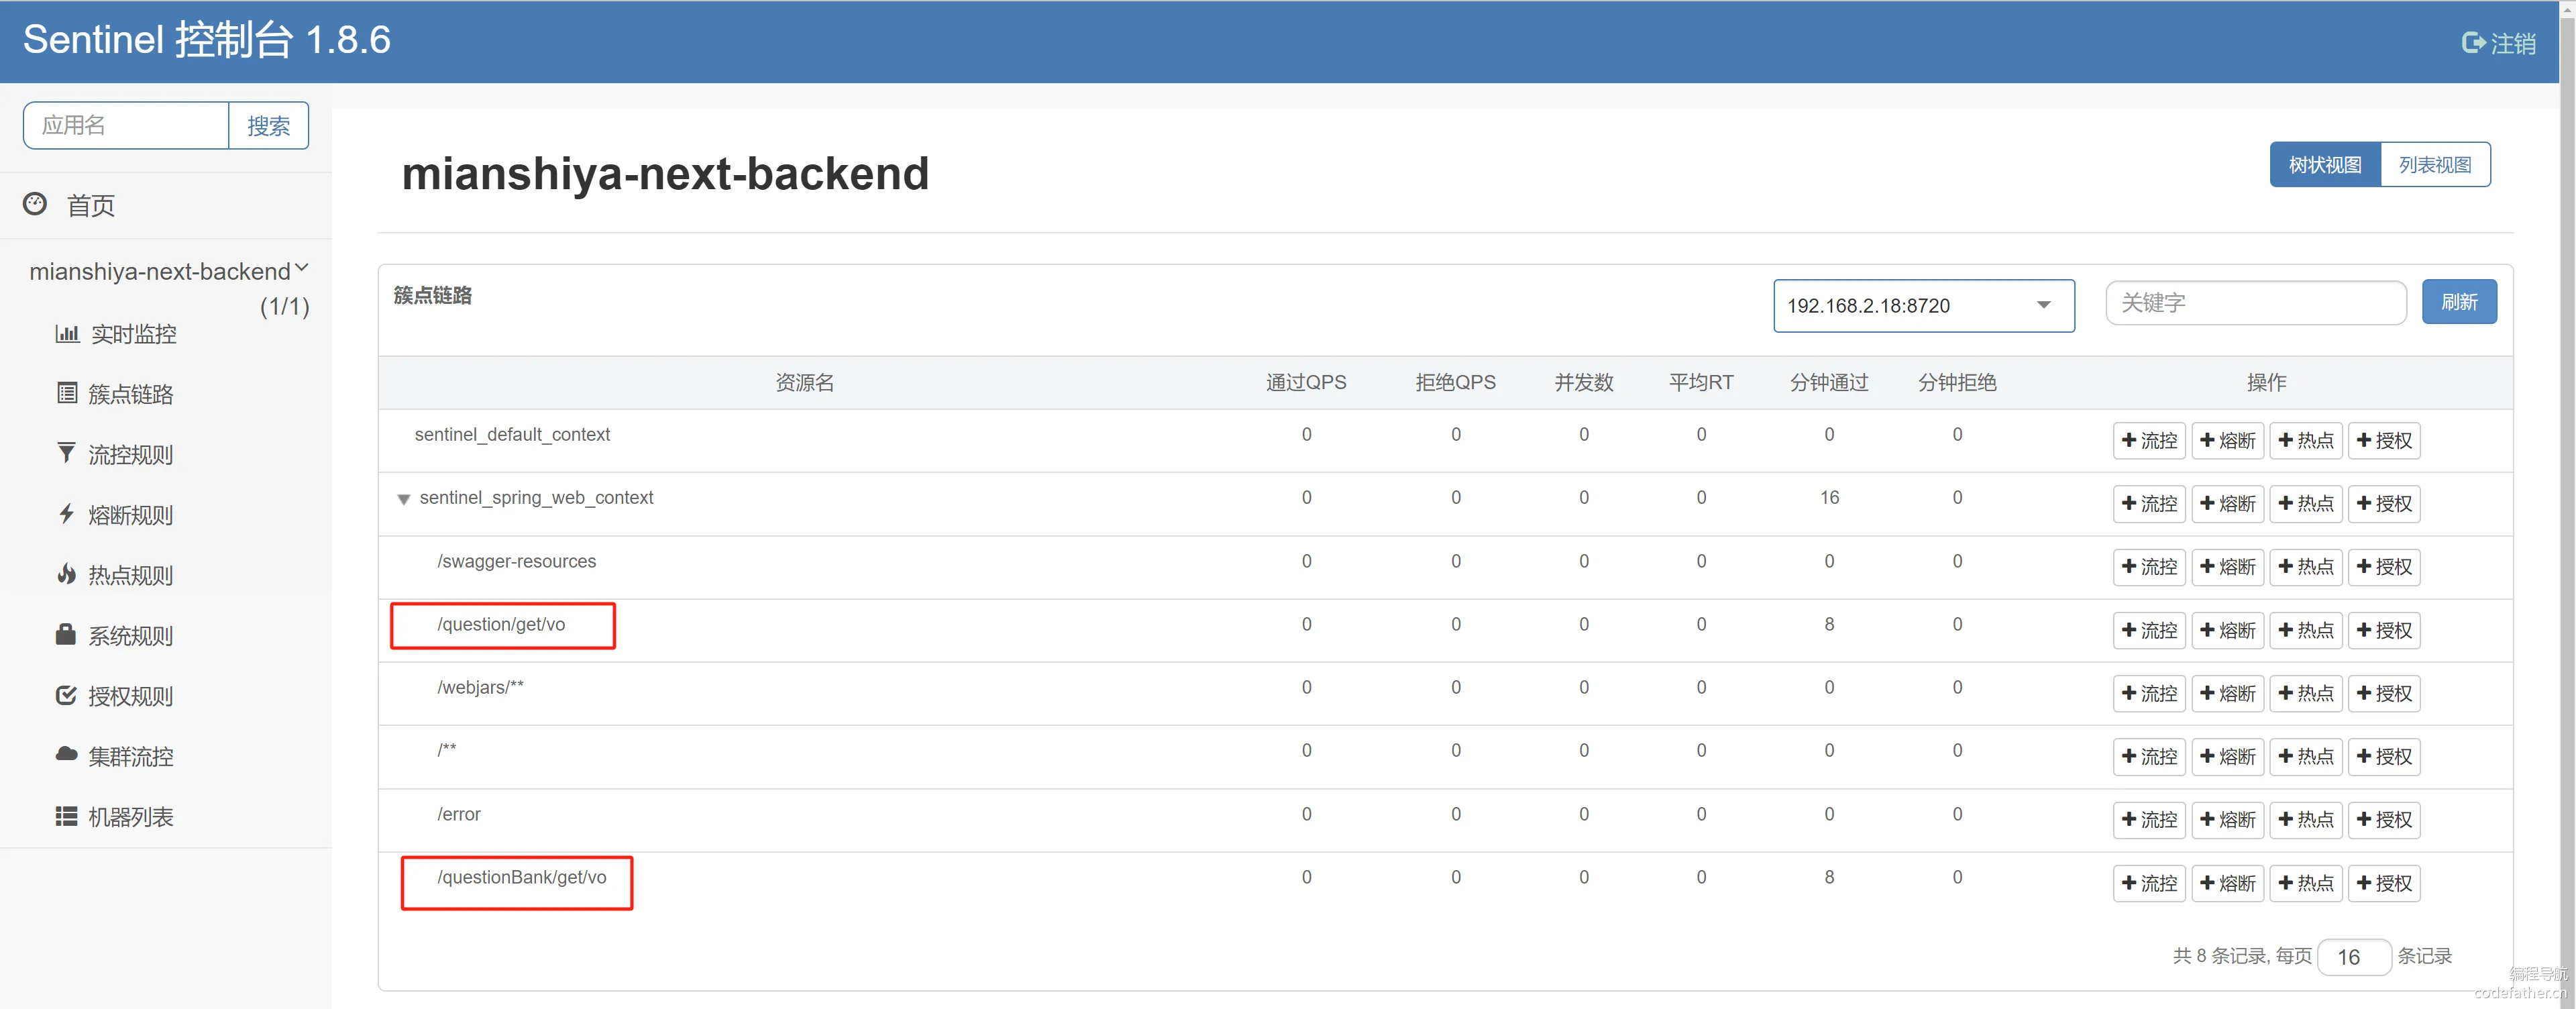 Sentinel 控制台 1.8.6
注销
应用名
搜索
首页
mianshiya-next-backend
(1/1)
实时监控
簇点链路
流控规则
熔断规则
热点规则
系统规则
授权规则
集群流控
机器列表
mianshiya-next-backend
树状视图 列表视图
簇点链路
192.168.2.18:8720
关键字
刷新
资源名 通过QPS 拒绝QPS 并发数 平均RT 分钟通过 分钟拒绝 操作
sentinel_default_context 0 0 0 0 0 0 流控 熔断 热点 授权
sentinel_spring_web_context 0 0 0 0 16 0 流控 熔断 热点 授权
/swagger-resources 0 0 0 0 0 0 流控 熔断 热点 授权
/question/get/vo 0 0 0 0 8 0 流控 熔断 热点 授权
/webjars/** 0 0 0 0 0 0 流控 熔断 热点 授权
/** 0 0 0 0 0 0 流控 熔断 热点 授权
/error 0 0 0 0 0 0 流控 熔断 热点 授权
/questionBank/get/vo 0 0 0 0 8 0 流控 熔断 热点 授权
共 8 条记录, 每页 16 条记录
编程导航
codefather.cn